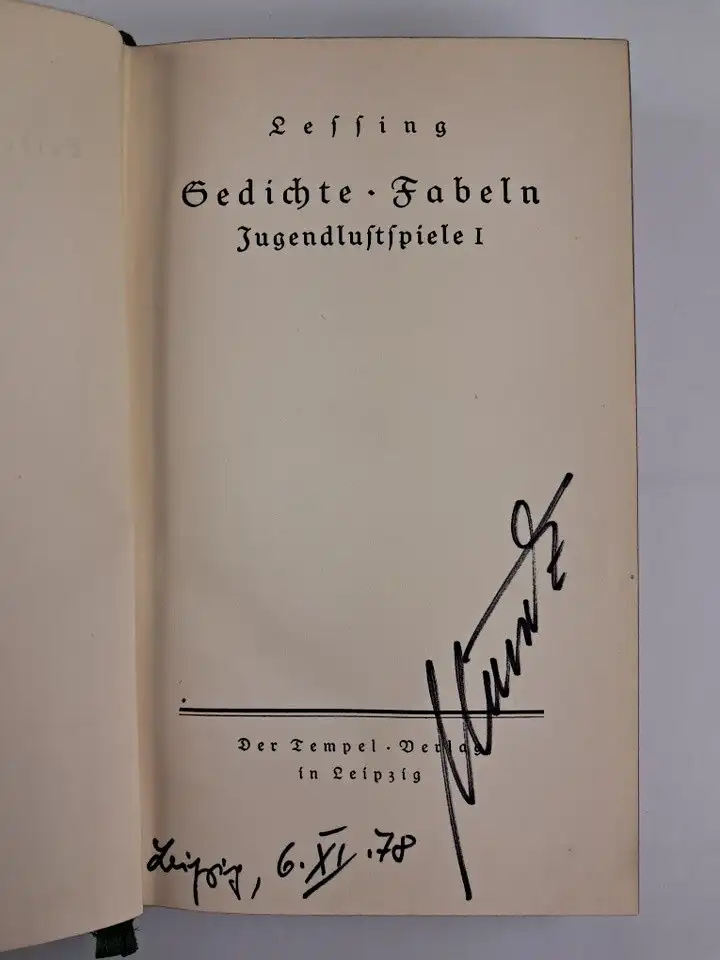 Lessing
Gedichte · Fabeln
Jugendlustspiele I
Der Tempel · Verlag
in Leipzig
Leipzig, 6. XI. 78